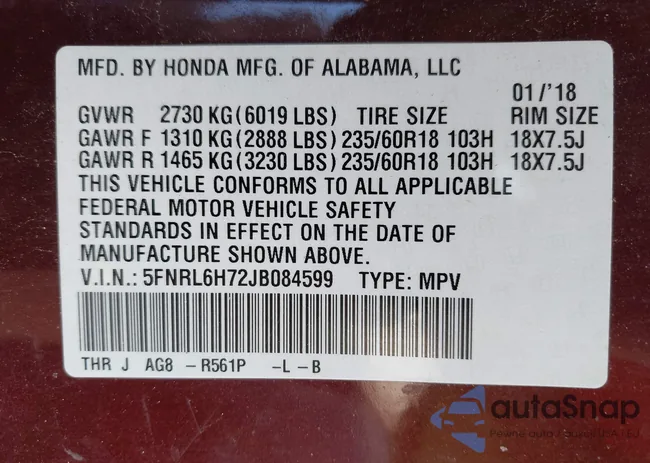 MFD. BY HONDA MFG. OF ALABAMA, LLC
01/'18
GVWR 2730 KG(6019 LBS) TIRE SIZE RIM SIZE
GAWR F 1310 KG(2888 LBS) 235/60R18 103H 18X7.5J
GAWR R 1465 KG(3230 LBS) 235/60R18 103H 18X7.5J
THIS VEHICLE CONFORMS TO ALL APPLICABLE
FEDERAL MOTOR VEHICLE SAFETY
STANDARDS IN EFFECT ON THE DATE OF
MANUFACTURE SHOWN ABOVE.
V.I.N.: 5FNRL6H72JB084599 TYPE: MPV
THR J AG8 - R561P -L-B
autoSnap
Pewne auto